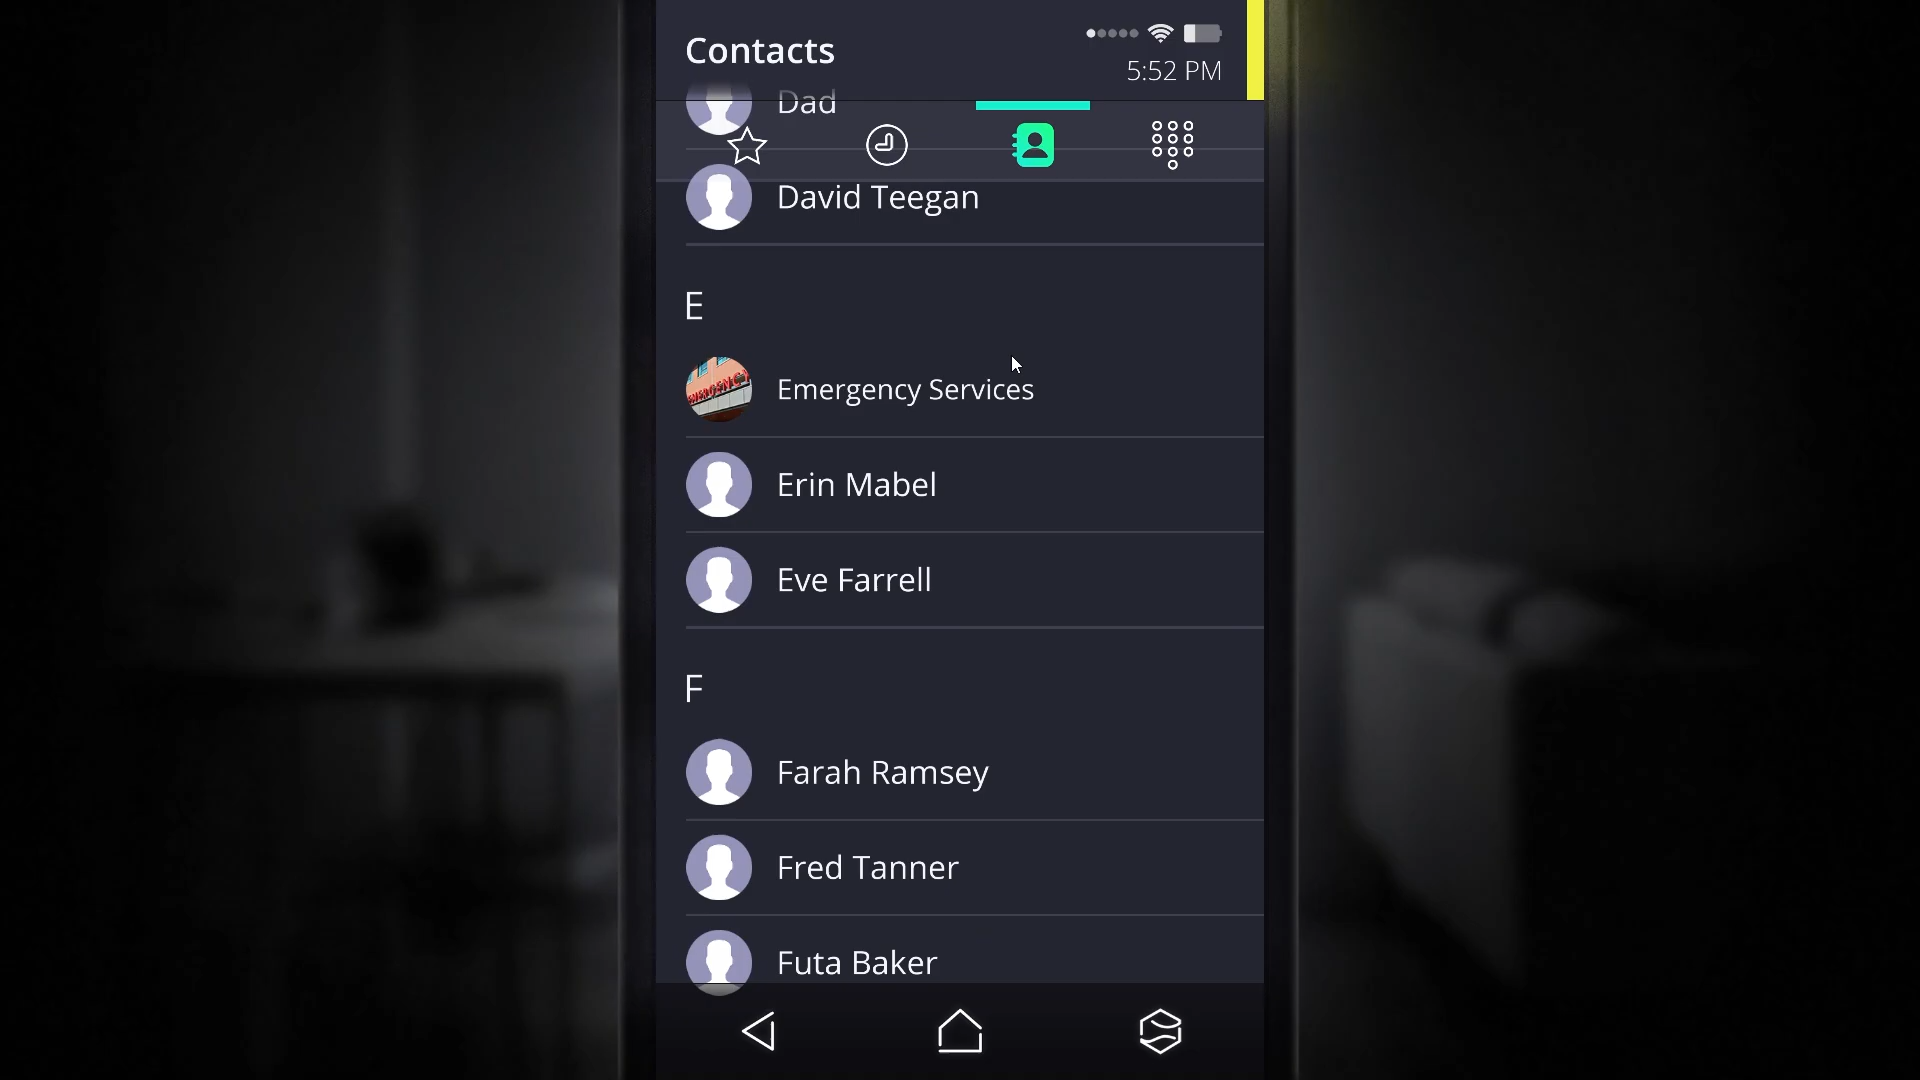 Contacts
5:52 PM
Dad
David Teegan
E
EMERGENCY
Emergency Services
Erin Mabel
Eve Farrell
F
Farah Ramsey
Fred Tanner
Futa Baker